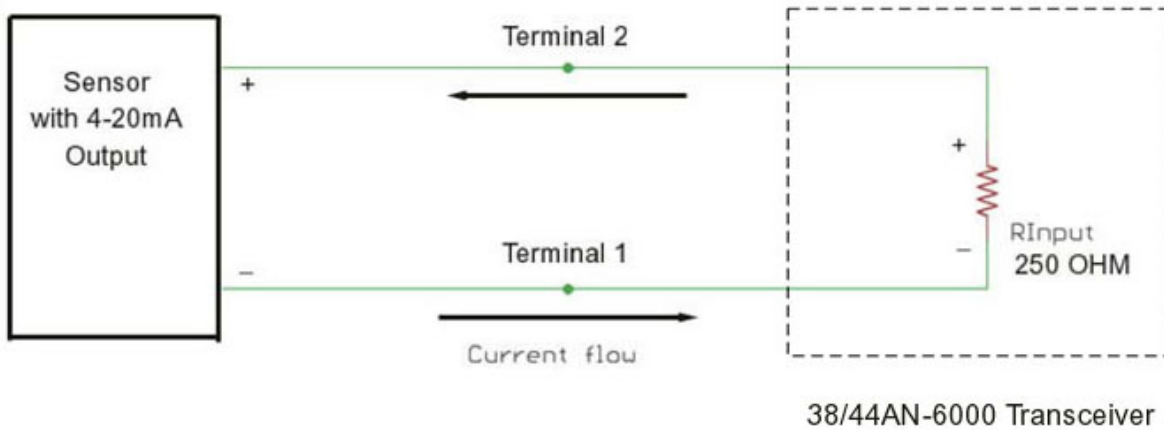 Sensor
with 4-20mA
Output
+
−
Terminal 2
Terminal 1
Current flow
+
−
RInput
250 OHM
38/44AN-6000 Transceiver